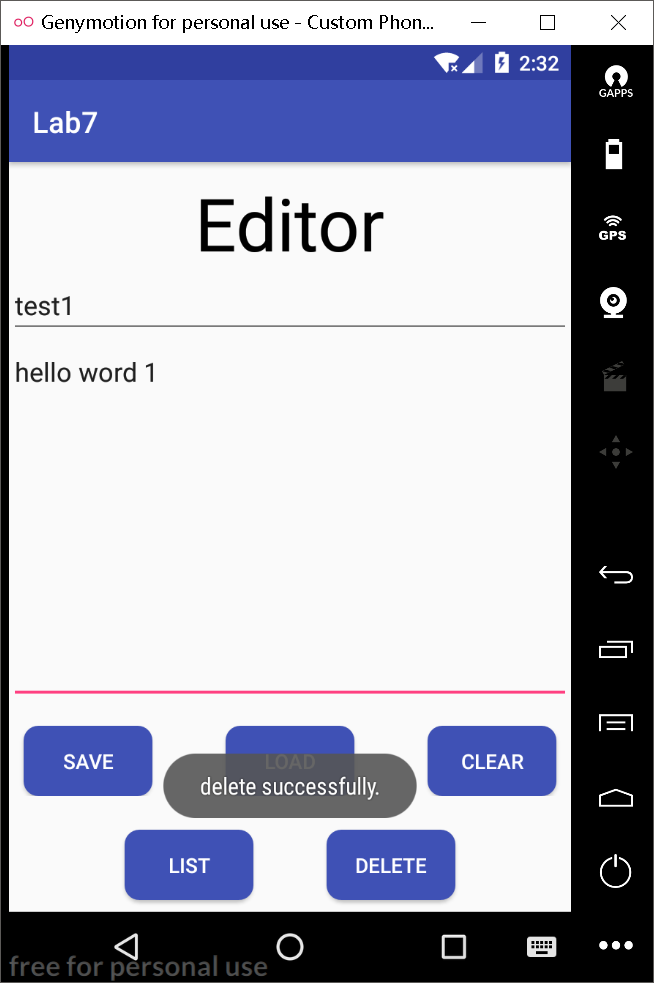 Genymotion for personal use - Custom Phon...
2:32
GAPPS
Lab7
GPS
Editor
test1
hello word 1
SAVE
LOAD
CLEAR
delete successfully.
LIST
DELETE
free for personal use